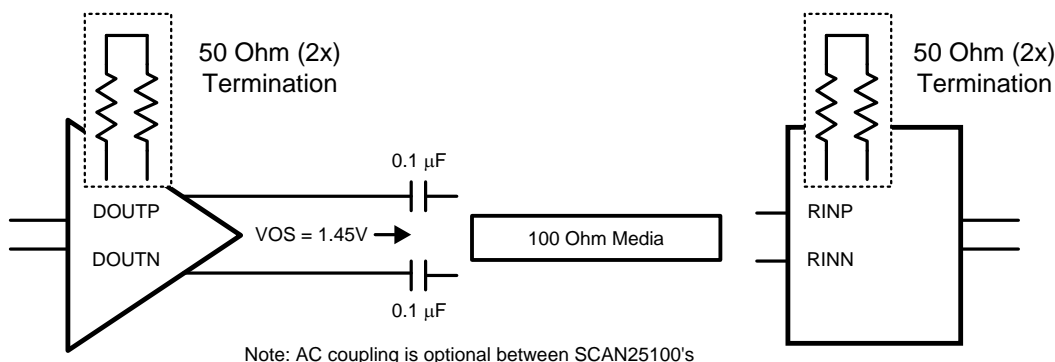 50 Ohm (2x)
Termination
50 Ohm (2x)
Termination
0.1 μF
DOUTP
RINP
VOS = 1.45V
100 Ohm Media
DOUTN
RINN
0.1 μF
Note: AC coupling is optional between SCAN25100's